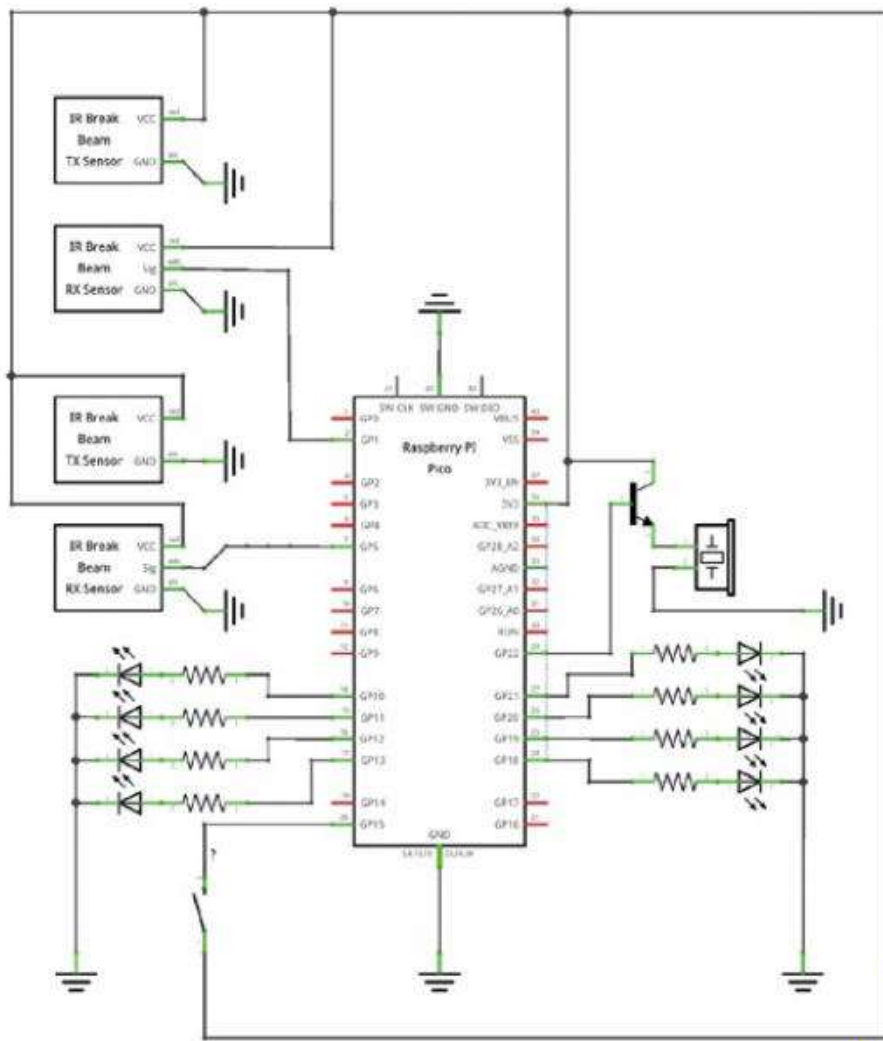 IR Break VCC
Beam
TX Sensor GND
IR Break VCC
Beam Sig
RX Sensor GND
IR Break VCC
Beam
TX Sensor GND
IR Break VCC
Beam Sig
RX Sensor GND
SW CLK SW GND SW DIO
Raspberry Pi
Pico
GP0
GP1
GP2
GP3
GP4
GP5
GP6
GP7
GP8
GP9
GP10
GP11
GP12
GP13
GP14
GP15
VBUS
3V3_EN
3V3
ADC_VREF
GP28_A2
AGND
GP27_A1
GP26_A0
RUN
GP22
GP21
GP20
GP19
GP18
GP17
GP16
GND
?